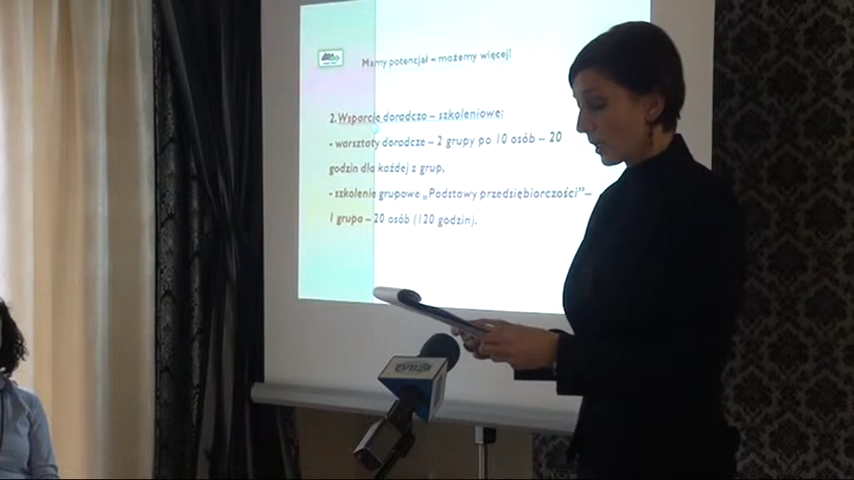 Mamy potencjał – możemy więcej!
2. Wsparcie doradczo – szkoleniowe:
- warsztaty doradcze – 2 grupy po 10 osób – 20
godzin dla każdej z grup,
- szkolenie grupowe „Podstawy przedsiębiorczości” –
1 grupa – 20 osób (120 godzin).